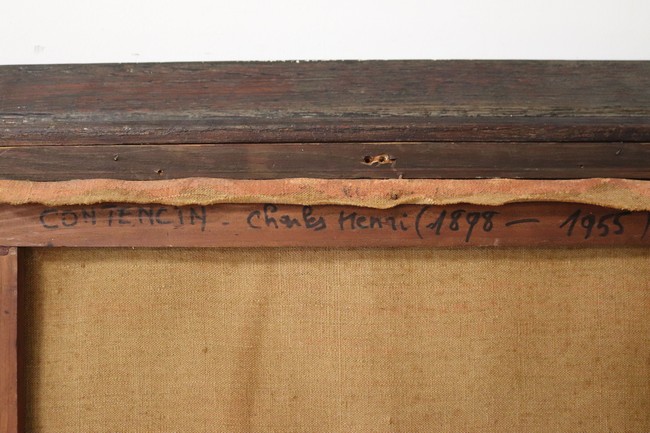 CONTENCIN - Charles Henri (1898 — 1955)